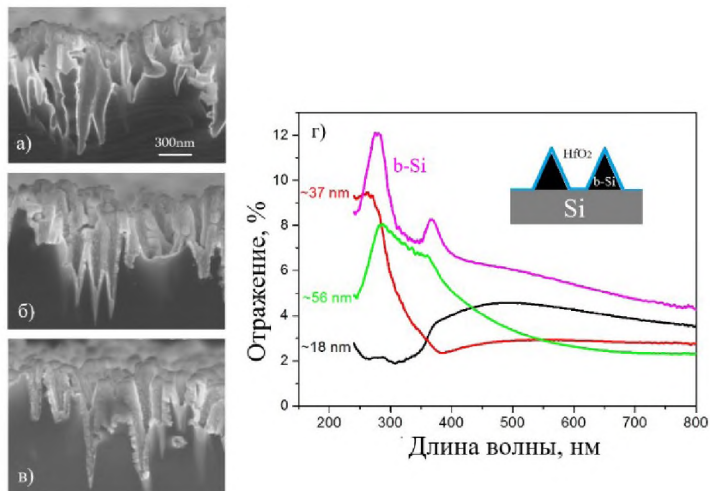 а)
300nm
б)
в)
г)
12
10
8
6
4
2
0
200
300
400
500
600
700
800
Отражение, %
Длина волны, нм
b-Si
~37 nm
~56 nm
~18 nm
HfO₂
b-Si
Si